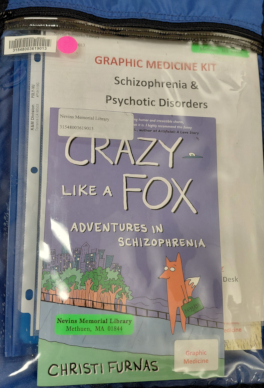 GRAPHIC MEDICINE KIT
Schizophrenia &
Psychotic Disorders
Nevins Memorial Library
CRAZY
LIKE A FOX
ADVENTURES IN
SCHIZOPHRENIA
Desk
Nevins Memorial Library
Methuen, MA 01844
Graphic
Medicine
CHRISTI FURNAS